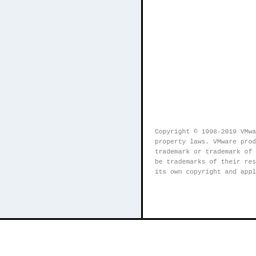 Copyright © 1998-2019 VMwa
property laws. VMware prod
trademark or trademark of
be trademarks of their res
its own copyright and appl